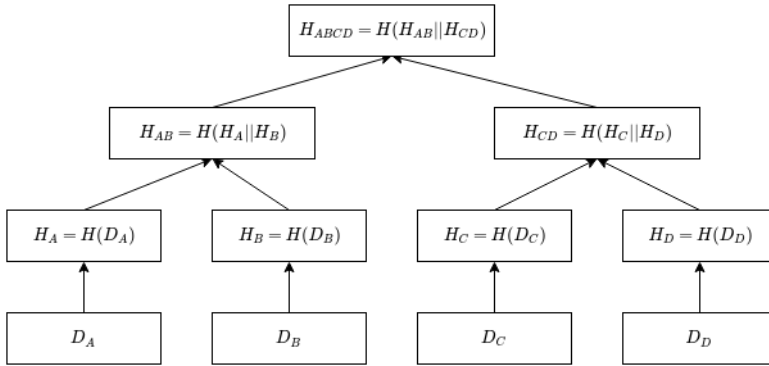 H_{ABCD} = H(H_{AB}||H_{CD})
H_{AB} = H(H_A||H_B)
H_{CD} = H(H_C||H_D)
H_A = H(D_A)
H_B = H(D_B)
H_C = H(D_C)
H_D = H(D_D)
D_A
D_B
D_C
D_D